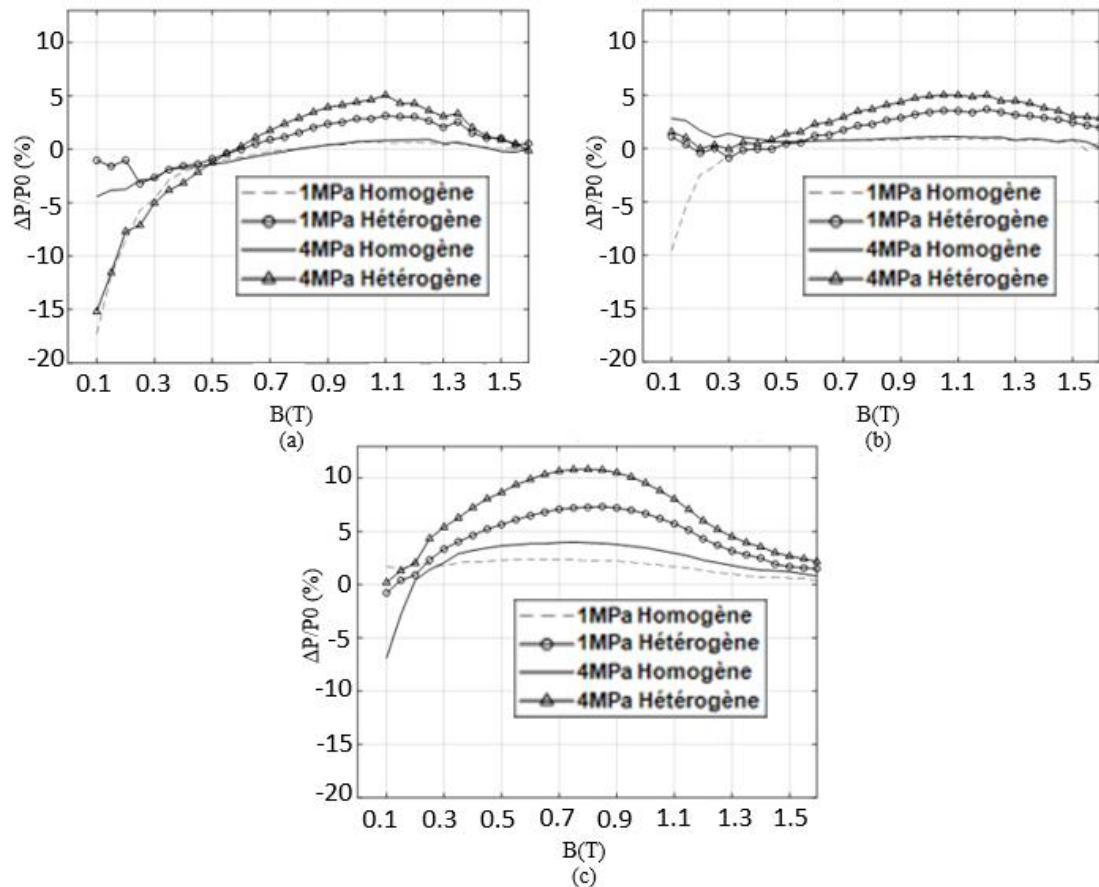 10
5
0
-5
-10
-15
-20
ΔP/P0 (%)
1MPa Homogène
1MPa Hétérogène
4MPa Homogène
4MPa Hétérogène
0.1 0.3 0.5 0.7 0.9 1.1 1.3 1.5
B(T)
(a)
10
5
0
-5
-10
-15
-20
ΔP/P0 (%)
1MPa Homogène
1MPa Hétérogène
4MPa Homogène
4MPa Hétérogène
0.1 0.3 0.5 0.7 0.9 1.1 1.3 1.5
B(T)
(b)
10
5
0
-5
-10
-15
-20
ΔP/P0 (%)
1MPa Homogène
1MPa Hétérogène
4MPa Homogène
4MPa Hétérogène
0.1 0.3 0.5 0.7 0.9 1.1 1.3 1.5
B(T)
(c)